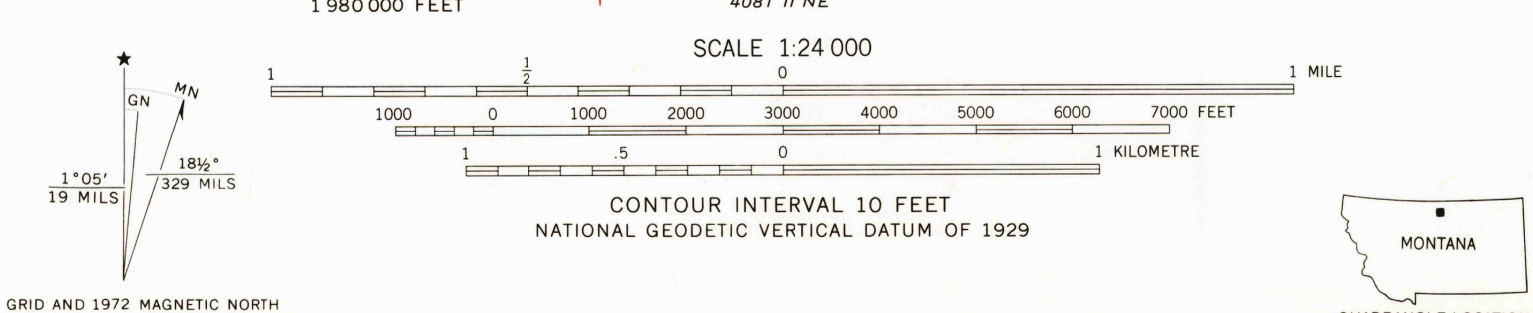 1 980 000 FEET
4081 II NE
SCALE 1:24 000
1 ½ 0 1 MILE
1000 0 1000 2000 3000 4000 5000 6000 7000 FEET
1 .5 0 1 KILOMETRE
CONTOUR INTERVAL 10 FEET
NATIONAL GEODETIC VERTICAL DATUM OF 1929
★
GN
MN
1°05′
19 MILS
18½°
329 MILS
GRID AND 1972 MAGNETIC NORTH
MONTANA